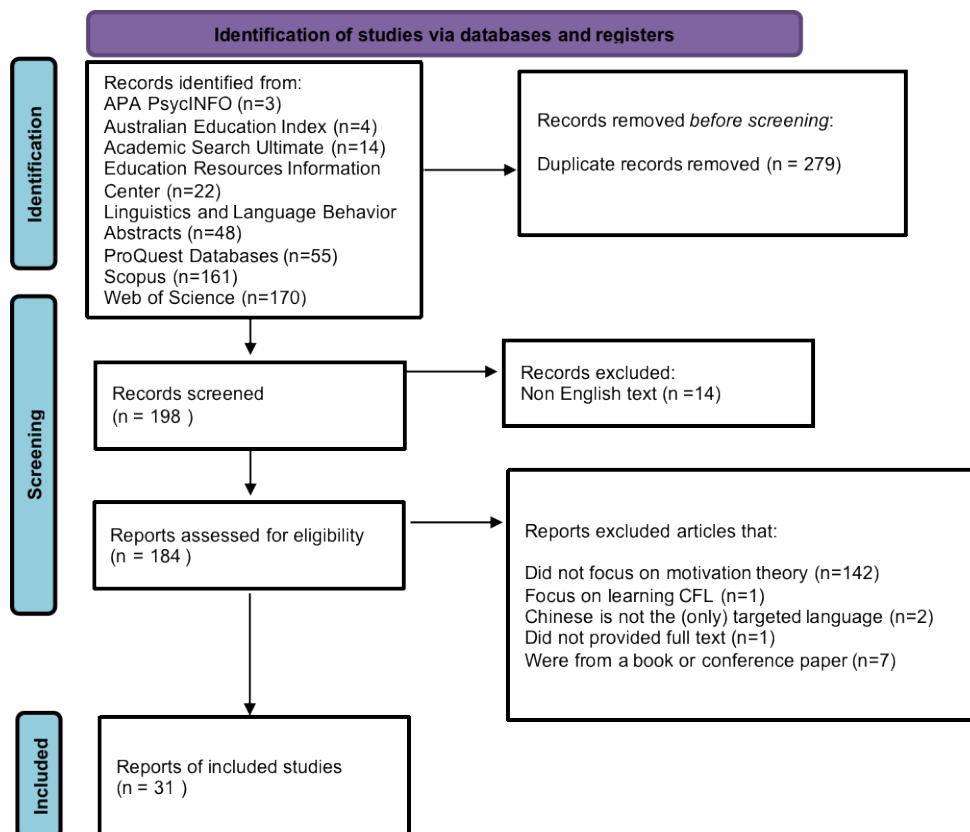 Identification of studies via databases and registers
Identification
Records identified from:
APA PsycINFO (n=3)
Australian Education Index (n=4)
Academic Search Ultimate (n=14)
Education Resources Information
Center (n=22)
Linguistics and Language Behavior
Abstracts (n=48)
ProQuest Databases (n=55)
Scopus (n=161)
Web of Science (n=170)
Records removed before screening:
Duplicate records removed (n = 279)
Screening
Records screened
(n = 198 )
Records excluded:
Non English text (n =14)
Reports assessed for eligibility
(n = 184 )
Reports excluded articles that:
Did not focus on motivation theory (n=142)
Focus on learning CFL (n=1)
Chinese is not the (only) targeted language (n=2)
Did not provided full text (n=1)
Were from a book or conference paper (n=7)
Included
Reports of included studies
(n = 31 )